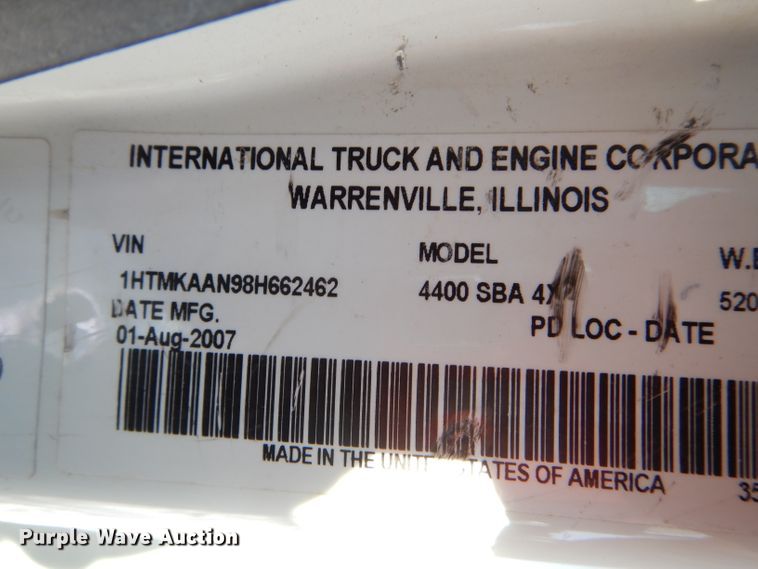 INTERNATIONAL TRUCK AND ENGINE CORPORA
WARRENVILLE, ILLINOIS
VIN MODEL W.
1HTMKAAN98H662462 4400 SBA 520
DATE MFG. PD LOC - DATE
01-Aug-2007
MADE IN THE UNITED STATES OF AMERICA 35
Purple Wave Auction